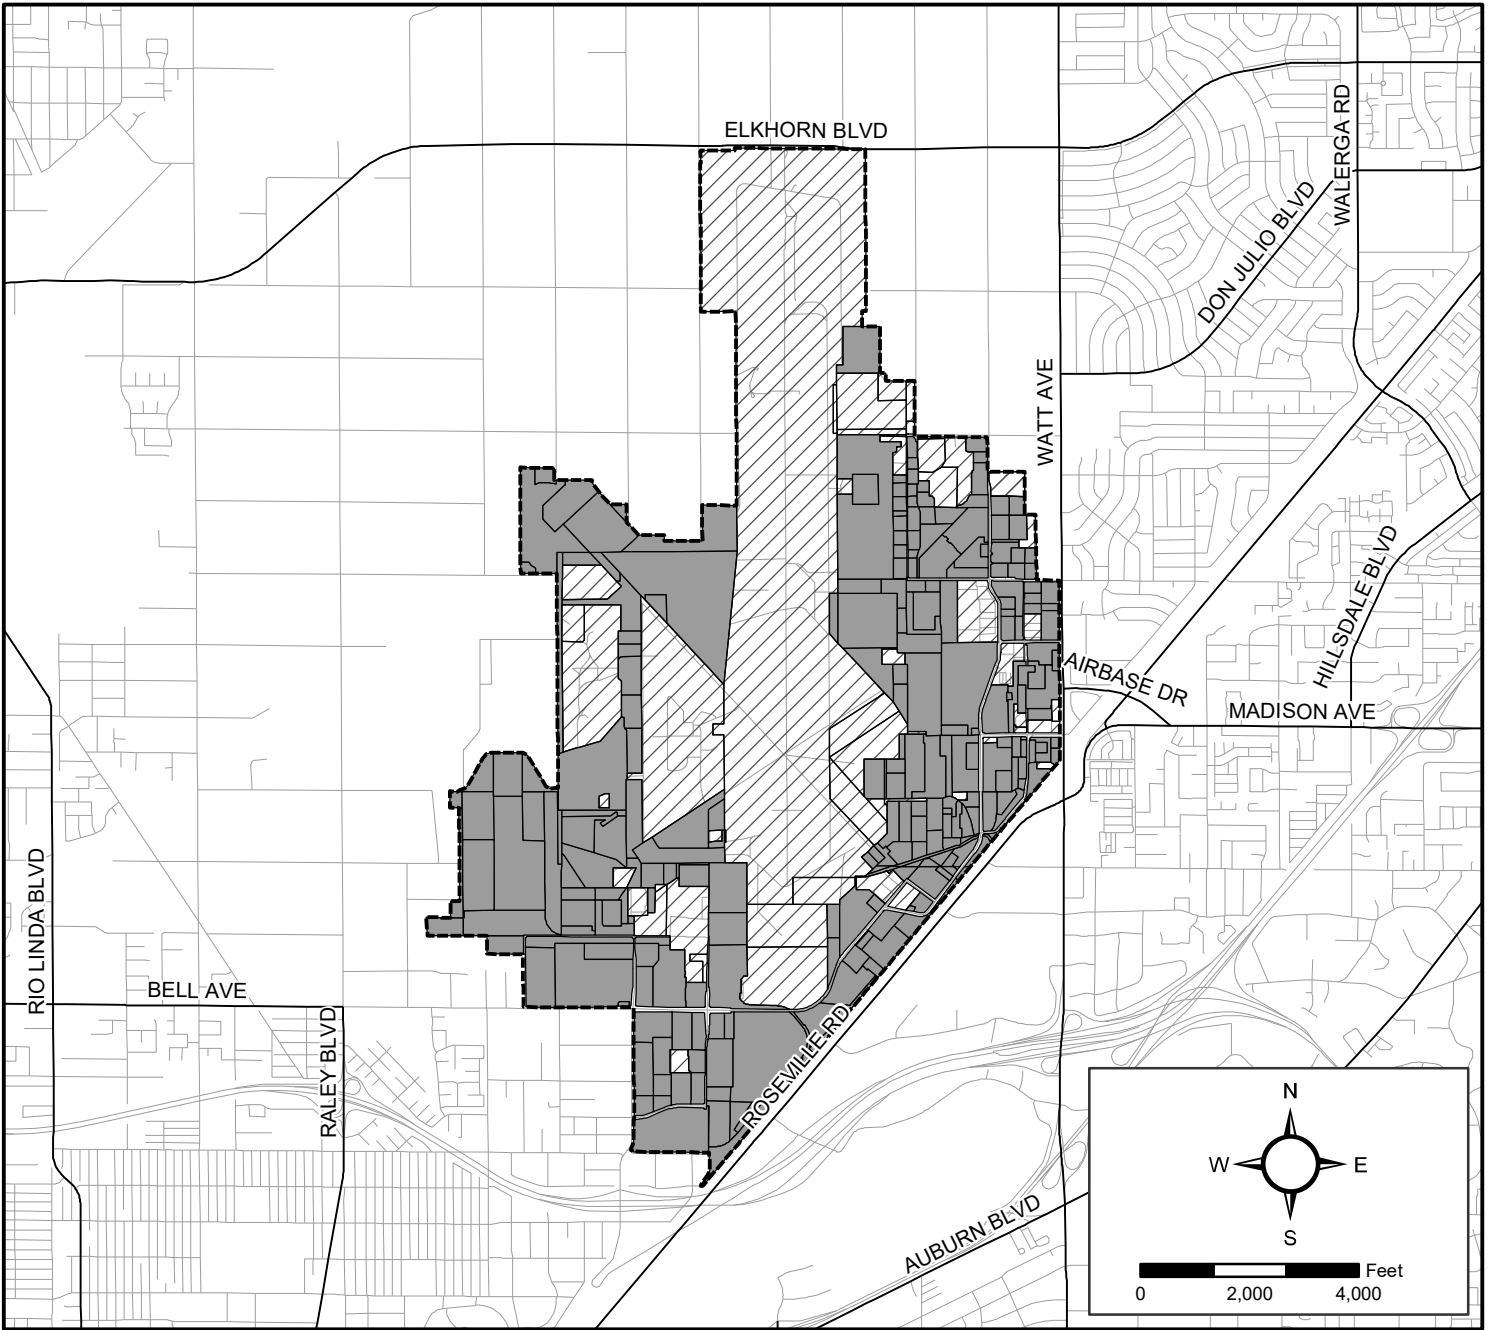 ELKHORN BLVD
WALERGA RD
DON JULIO BLVD
WATT AVE
HILLSDALE BLVD
AIRBASE DR
MADISON AVE
RIO LINDA BLVD
BELL AVE
RALEY BLVD
ROSEVILLE RD
AUBURN BLVD
N
W E
S
Feet
0 2,000 4,000